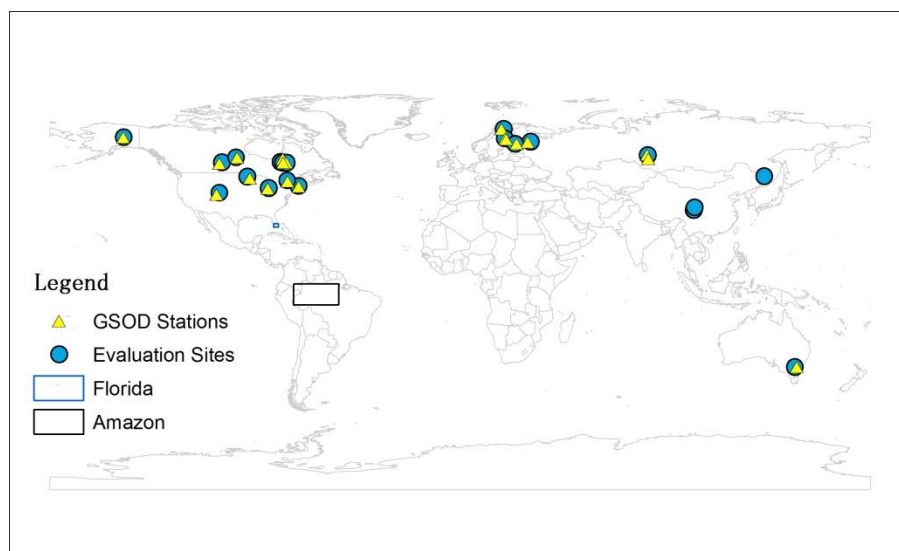 Legend
GSOD Stations
Evaluation Sites
Florida
Amazon